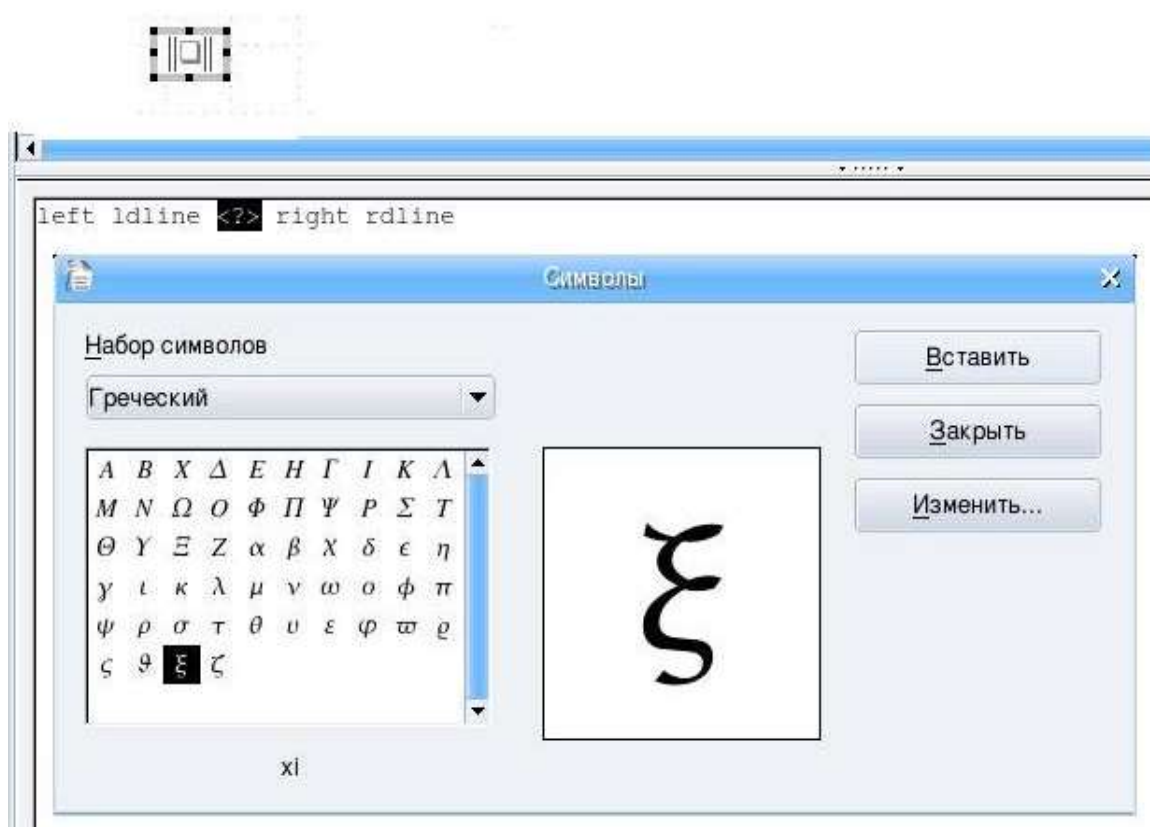 left ldline <?> right rdline
Символы
Набор символов
Греческий
Вставить
Закрыть
Изменить...
Α Β Χ Δ Ε Η Γ Ι Κ Λ
Μ Ν Ω Ο Φ Π Ψ Ρ Σ Τ
Θ Υ Ξ Ζ α β χ δ ϵ η
γ ι κ λ μ ν ω ο ϕ π
ψ ρ σ τ θ υ ε φ ϖ ϱ
ς ϑ ξ ζ
ξ
xi